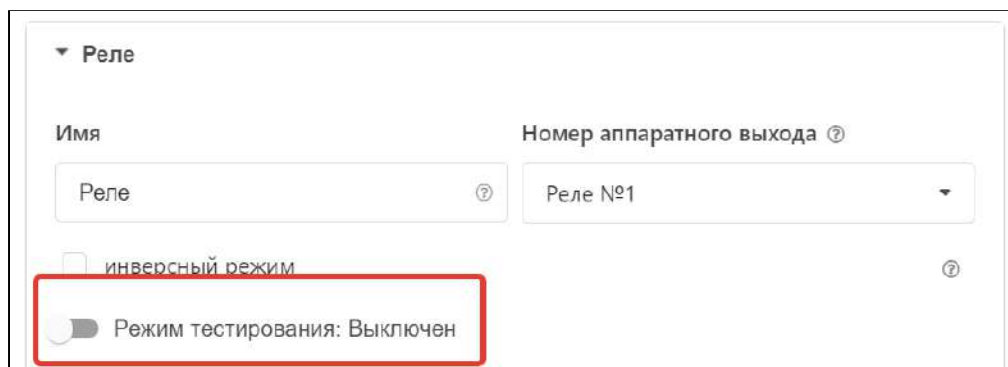 Реле
Имя
Номер аппаратного выхода
Реле
Реле №1
инверсный режим
Режим тестирования: Выключен